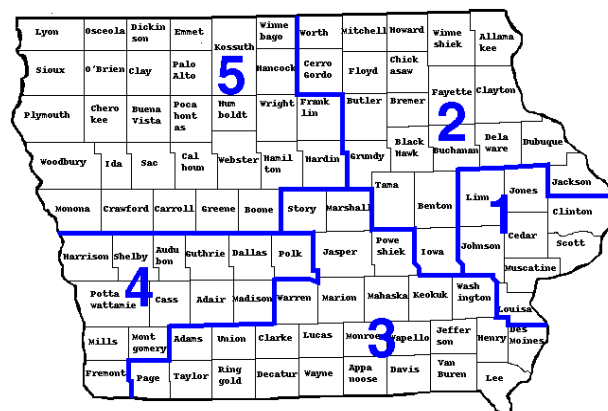 Lyon Osceola Dickin
son Emmet Winne
bago Worth Mitchell Howard Winne
shiek Allama
kee
Kossuth
Sioux O'Brien Clay Palo
Alto Hancock Cerro
Gordo Floyd Chick
asaw
5
Fayette Clayton
2
Plymouth Chero
kee Buena
Vista Poca
hont
as Hum
boldt Wright Frank
lin Butler Bremer
Woodbury Ida Sac Cal
houn Webster Hamil
ton Hardin Grundy Black
Hawk Buchanan Dela
ware Dubuque
Monona Crawford Carroll Greene Boone Story Marshall Tama Benton Linn Jones Jackson
1
Clinton
Harrison Shelby Audu
bon Guthrie Dallas Polk Jasper Powe
shiek Iowa Johnson Cedar Scott
Muscatine
4
Potta
wattamie Cass Adair Madison Warren Marion Mahaska Keokuk Wash
ington Louisa
3
Mills Mont
gomery Adams Union Clarke Lucas Monroe Wapello Jeffer
son Henry Des
Moines
Fremont Page Taylor Ring
gold Decatur Wayne Appa
noose Davis Van
Buren Lee